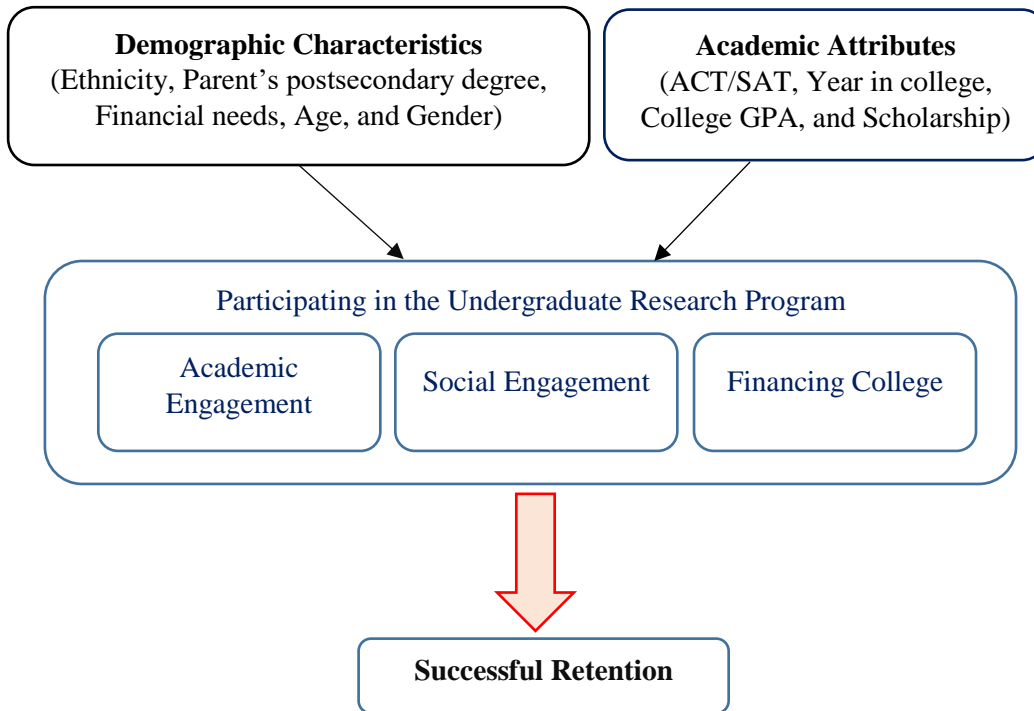 Demographic Characteristics
(Ethnicity, Parent’s postsecondary degree,
Financial needs, Age, and Gender)
Academic Attributes
(ACT/SAT, Year in college,
College GPA, and Scholarship)
Participating in the Undergraduate Research Program
Academic
Engagement
Social Engagement
Financing College
Successful Retention